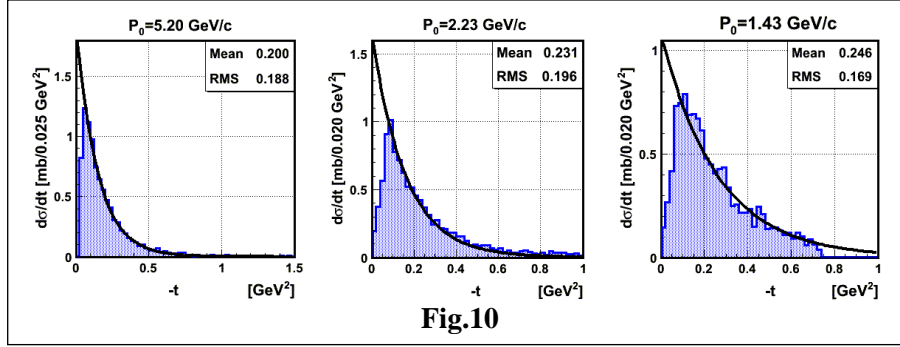 P0=5.20 GeV/c
Mean 0.200
RMS 0.188
dσ/dt [mb/0.025 GeV²]
1.5
1
0.5
0
0 0.5 1 1.5
-t [GeV²]
P0=2.23 GeV/c
Mean 0.231
RMS 0.196
dσ/dt [mb/0.020 GeV²]
1.5
1
0.5
0
0 0.2 0.4 0.6 0.8 1
-t [GeV²]
P0=1.43 GeV/c
Mean 0.246
RMS 0.169
dσ/dt [mb/0.020 GeV²]
1
0.5
0
0 0.2 0.4 0.6 0.8 1
-t [GeV²]
Fig.10